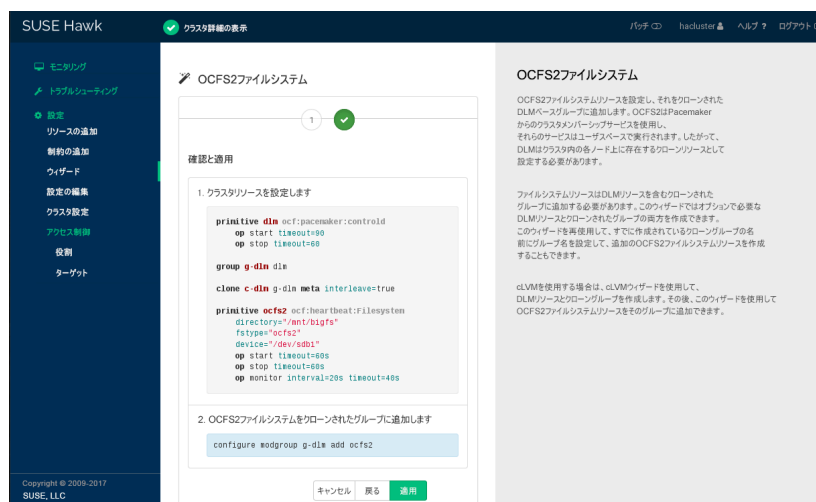 SUSE Hawk
クラスタ詳細の表示
パッチ
hacluster
ヘルプ ?
ログアウト
モニタリング
トラブルシューティング
設定
リソースの追加
制約の追加
ウィザード
設定の編集
クラスタ設定
アクセス制御
役割
ターゲット
Copyright © 2009-2017
SUSE, LLC
OCFS2ファイルシステム
1
確認と適用
1. クラスタリソースを設定します
primitive dlm ocf:pacemaker:controld
op start timeout=90
op stop timeout=60
group g-dlm dlm
clone c-dlm g-dlm meta interleave=true
primitive ocfs2 ocf:heartbeat:Filesystem
directory="/mnt/bigfs"
fstype="ocfs2"
device="/dev/sdb1"
op start timeout=60s
op stop timeout=60s
op monitor interval=20s timeout=40s
2. OCFS2ファイルシステムをクローンされたグループに追加します
configure modgroup g-dlm add ocfs2
キャンセル
戻る
適用
OCFS2ファイルシステム
OCFS2ファイルシステムリソースを設定し、それをクローンされた
DLMベースグループに追加します。OCFS2はPacemaker
からのクラスタメンバーシップサービスを使用し、
それらのサービスはユーザスペースで実行されます。したがって、
DLMはクラスタ内の各ノード上に存在するクローンリソースとして
設定する必要があります。
ファイルシステムリソースはDLMリソースを含むクローンされた
グループに追加する必要があります。このウィザードではオプションで必要な
DLMリソースとクローンされたグループの両方を作成できます。
このウィザードを再使用して、すでに作成されているクローングループの名
前にグループ名を設定して、追加のOCFS2ファイルシステムリソースを作成
することもできます。
cLVMを使用する場合は、cLVMウィザードを使用して、
DLMリソースとクローングループを作成します。その後、このウィザードを使用して
OCFS2ファイルシステムリソースをそのグループに追加できます。